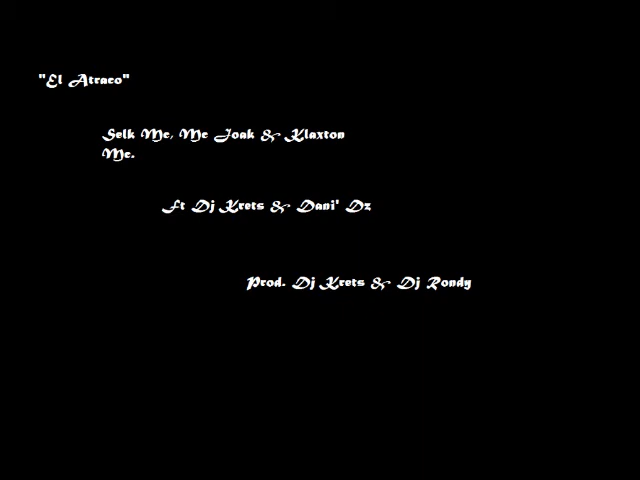 "El Atraco"
Selk Mc, Mc Joak & Klaxton
Mc.
Ft Dj Krets & Dani' Dz
Prod. Dj Krets & Dj Rondy